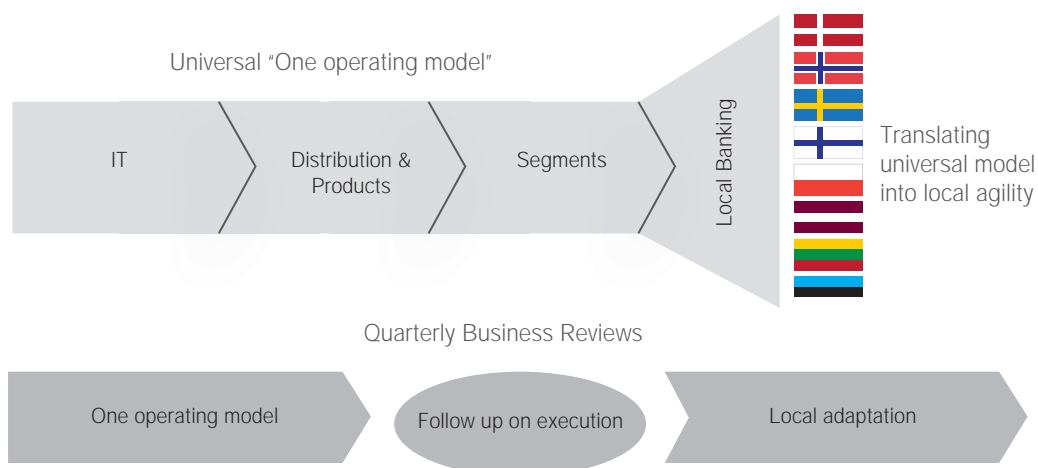 Universal “One operating model”
IT
Distribution &
Products
Segments
Local Banking
Translating
universal model
into local agility
Quarterly Business Reviews
One operating model
Follow up on execution
Local adaptation